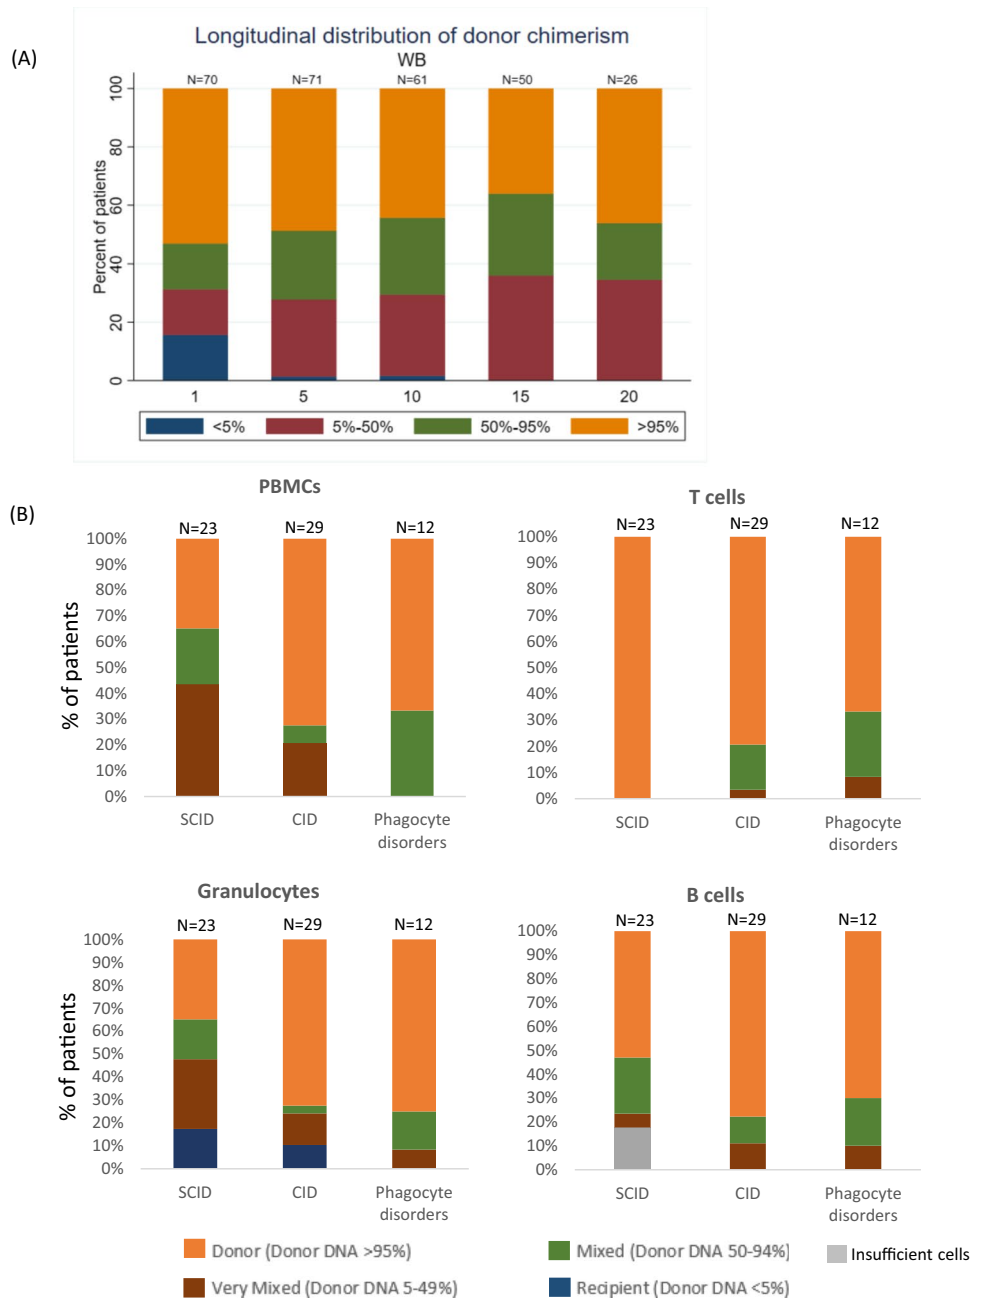 (A)
Longitudinal distribution of donor chimerism
WB
N=70 N=71 N=61 N=50 N=26
Percent of patients
100
80
60
40
20
0
1 5 10 15 20
<5% 5%-50% 50%-95% >95%
(B)
PBMCs
N=23 N=29 N=12
% of patients
100%
90%
80%
70%
60%
50%
40%
30%
20%
10%
0%
SCID CID Phagocyte
disorders
T cells
N=23 N=29 N=12
100%
90%
80%
70%
60%
50%
40%
30%
20%
10%
0%
SCID CID Phagocyte
disorders
Granulocytes
N=23 N=29 N=12
% of patients
100%
90%
80%
70%
60%
50%
40%
30%
20%
10%
0%
SCID CID Phagocyte
disorders
B cells
N=23 N=29 N=12
100%
90%
80%
70%
60%
50%
40%
30%
20%
10%
0%
SCID CID Phagocyte
disorders
Donor (Donor DNA >95%) Mixed (Donor DNA 50-94%) Insufficient cells
Very Mixed (Donor DNA 5-49%) Recipient (Donor DNA <5%)